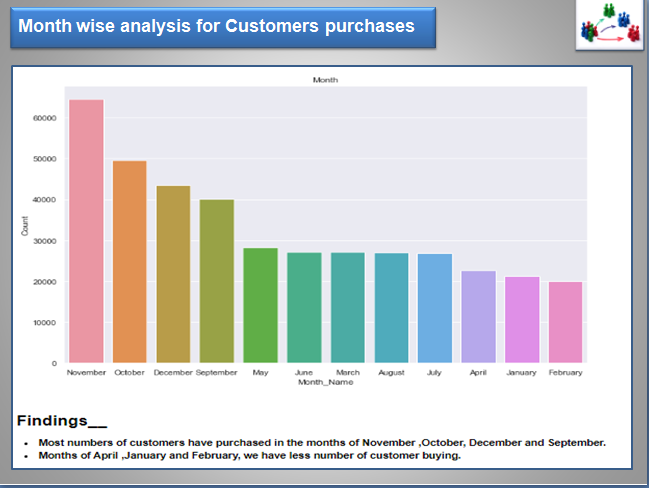 Month wise analysis for Customers purchases
Month
60000
50000
40000
30000
20000
10000
0
Count
November October December September May June March August July April January February
Month_Name
Findings__
• Most numbers of customers have purchased in the months of November ,October, December and September.
• Months of April ,January and February, we have less number of customer buying.